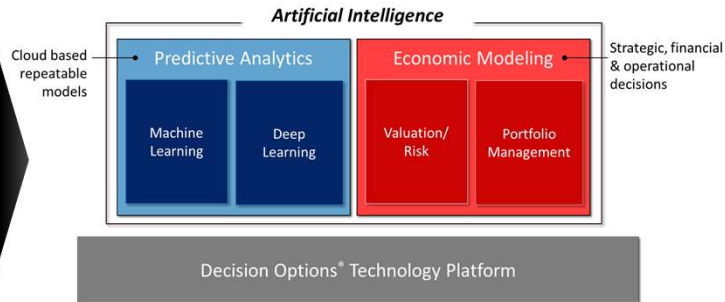 Artificial Intelligence
Cloud based
repeatable
models
Predictive Analytics
Economic Modeling
Strategic, financial
& operational
decisions
Machine
Learning
Deep
Learning
Valuation/
Risk
Portfolio
Management
Decision Options® Technology Platform